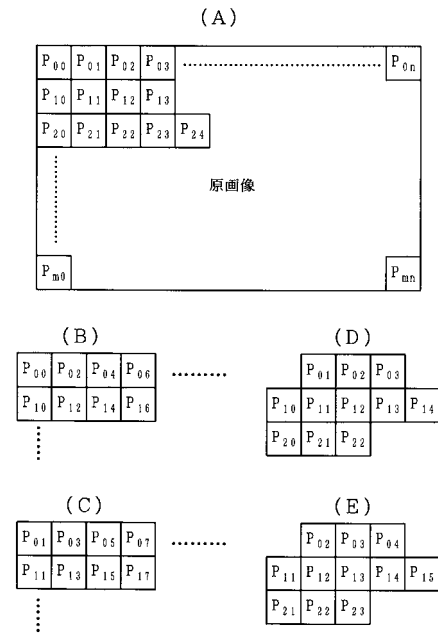 (A)
P00 P01 P02 P03 P0n
P10 P11 P12 P13
P20 P21 P22 P23 P24
原画像
Pm0 Pmn
(B)
P00 P02 P04 P06
P10 P12 P14 P16
(D)
P01 P02 P03
P10 P11 P12 P13 P14
P20 P21 P22
(C)
P01 P03 P05 P07
P11 P13 P15 P17
(E)
P02 P03 P04
P11 P12 P13 P14 P15
P21 P22 P23